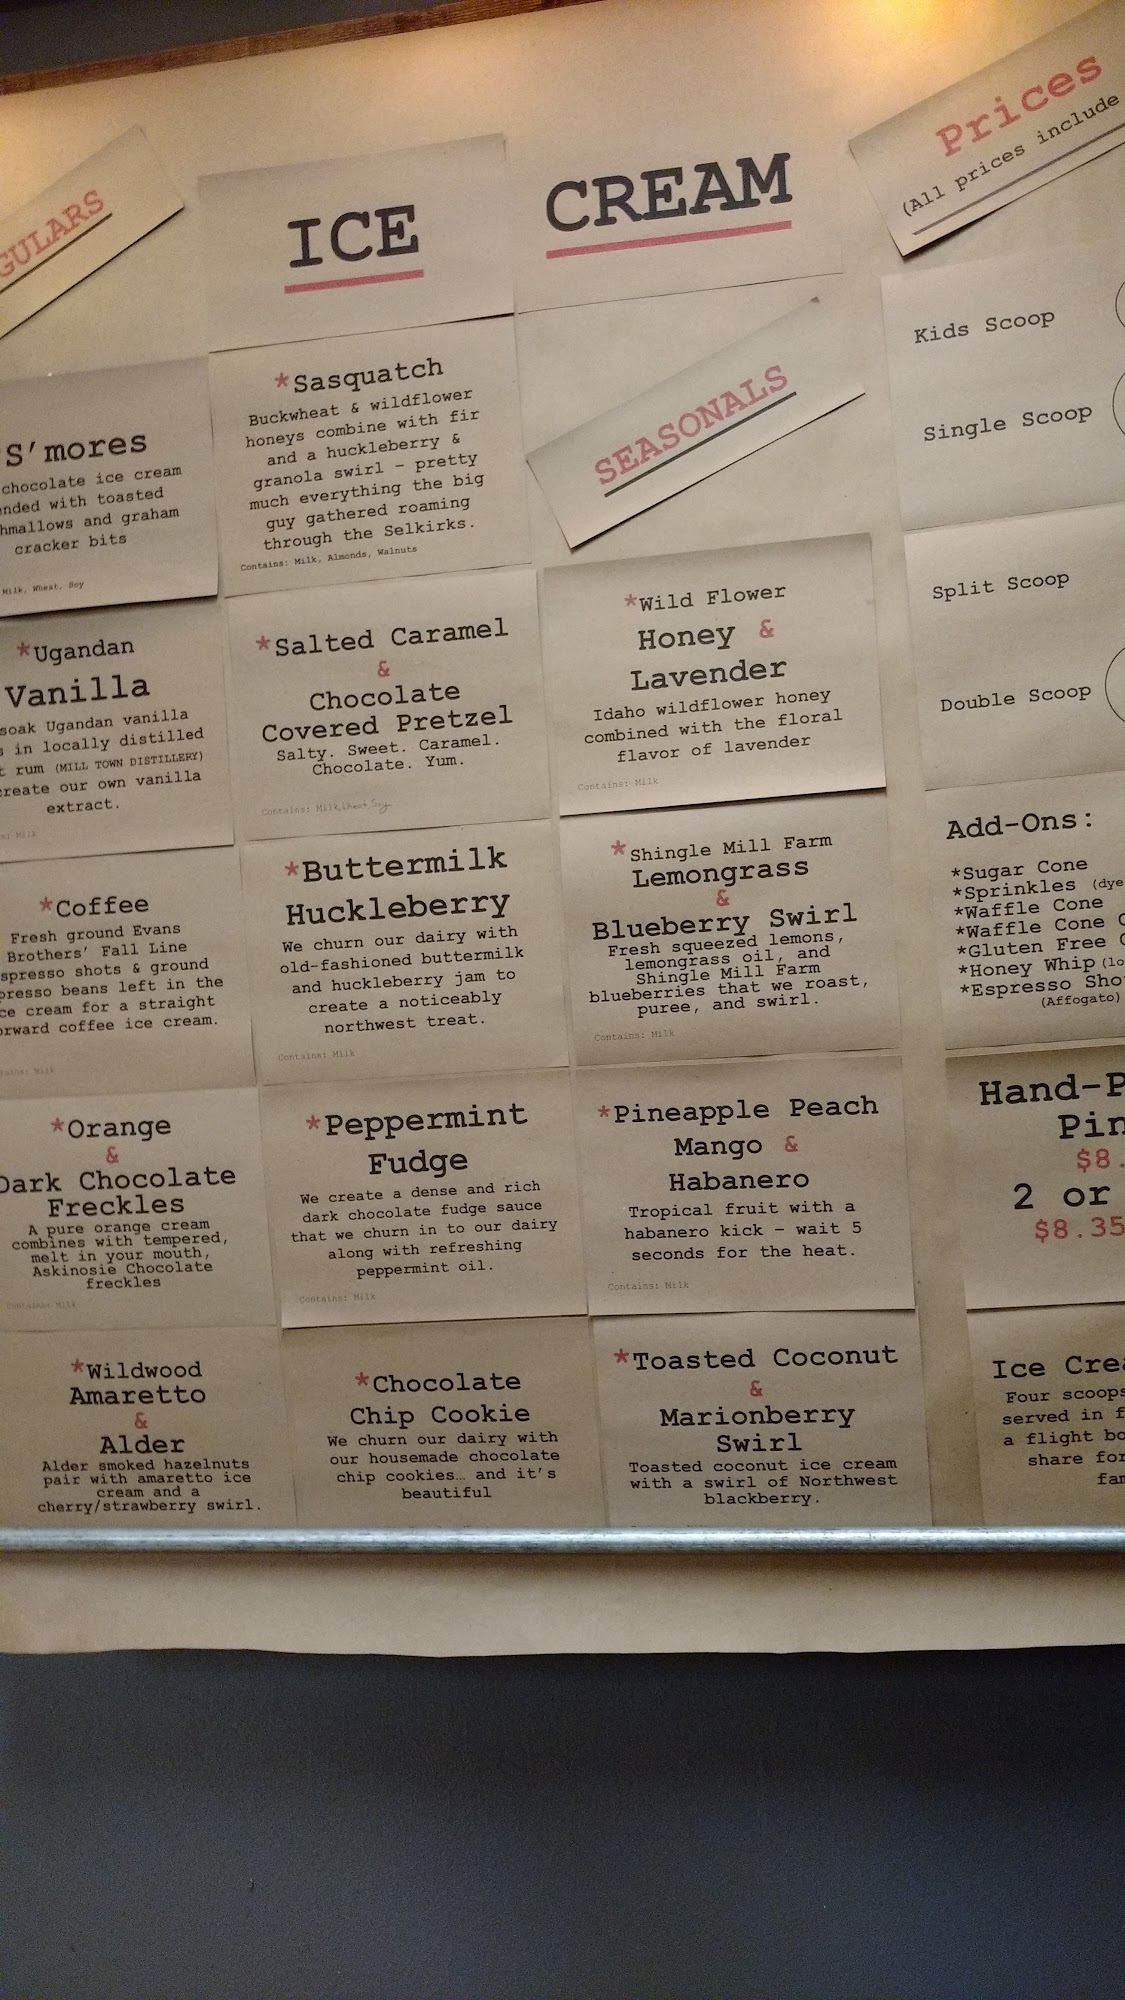 GULARS
ICE
CREAM
Prices
(All prices include
S'mores
chocolate ice cream
nded with toasted
hmallows and graham
cracker bits
Milk, Wheat, Soy
*Ugandan
Vanilla
soak Ugandan vanilla
s in locally distilled
t rum (MILL TOWN DISTILLERY)
create our own vanilla
extract.
Milk
*Coffee
Fresh ground Evans
Brothers' Fall Line
spresso shots & ground
presso beans left in the
ce cream for a straight
orward coffee ice cream.
Milk
*Orange
&
Dark Chocolate
Freckles
A pure orange cream
combines with tempered,
melt in your mouth,
Askinosie Chocolate
freckles
Contains: Milk
*Wildwood
Amaretto
&
Alder
Alder smoked hazelnuts
pair with amaretto ice
cream and a
cherry/strawberry swirl.
*Sasquatch
Buckwheat & wildflower
honeys combine with fir
and a huckleberry &
granola swirl – pretty
much everything the big
guy gathered roaming
through the Selkirks.
Contains: Milk, Almonds, Walnuts
*Salted Caramel
&
Chocolate
Covered Pretzel
Salty. Sweet. Caramel.
Chocolate. Yum.
Contains: Milk, Wheat Soy
*Buttermilk
Huckleberry
We churn our dairy with
old-fashioned buttermilk
and huckleberry jam to
create a noticeably
northwest treat.
Contains: Milk
*Peppermint
Fudge
We create a dense and rich
dark chocolate fudge sauce
that we churn in to our dairy
along with refreshing
peppermint oil.
Contains: Milk
*Chocolate
Chip Cookie
We churn our dairy with
our housemade chocolate
chip cookies… and it's
beautiful
SEASONALS
*Wild Flower
Honey &
Lavender
Idaho wildflower honey
combined with the floral
flavor of lavender
Contains: Milk
*Shingle Mill Farm
Lemongrass
&
Blueberry Swirl
Fresh squeezed lemons,
lemongrass oil, and
Shingle Mill Farm
blueberries that we roast,
puree, and swirl.
Contains: Milk
*Pineapple Peach
Mango &
Habanero
Tropical fruit with a
habanero kick – wait 5
seconds for the heat.
Contains: Milk
*Toasted Coconut
&
Marionberry
Swirl
Toasted coconut ice cream
with a swirl of Northwest
blackberry.
Kids Scoop
Single Scoop
Split Scoop
Double Scoop
Add-Ons:
*Sugar Cone
*Sprinkles (dye
*Waffle Cone
*Waffle Cone C
*Gluten Free C
*Honey Whip (lo
*Espresso Sho
(Affogato)
Hand-P
Pin
$8.
2 or
$8.35
Ice Crea
Four scoops
served in f
a flight bo
share for
fam